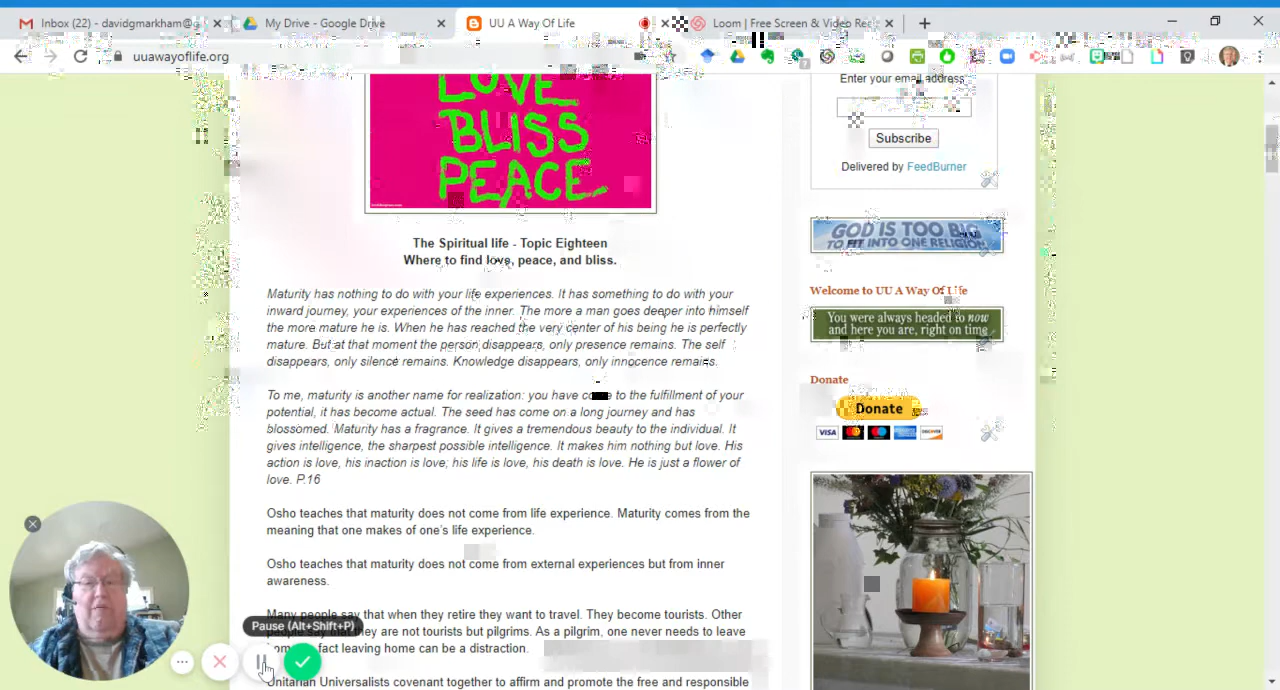 Inbox (22) - davidgmarkham@
My Drive - Google Drive
UU A Way Of Life
Loom | Free Screen & Video Rec
uuawayoflife.org
LOVE
BLISS
PEACE
The Spiritual life - Topic Eighteen
Where to find love, peace, and bliss.
Maturity has nothing to do with your life experiences. It has something to do with your
inward journey, your experiences of the inner. The more a man goes deeper into himself
the more mature he is. When he has reached the very center of his being he is perfectly
mature. But at that moment the person disappears, only presence remains. The self
disappears, only silence remains. Knowledge disappears, only innocence remains.
To me, maturity is another name for realization: you have come to the fulfillment of your
potential, it has become actual. The seed has come on a long journey and has
blossomed. Maturity has a fragrance. It gives a tremendous beauty to the individual. It
gives intelligence, the sharpest possible intelligence. It makes him nothing but love. His
action is love, his inaction is love, his life is love, his death is love. He is just a flower of
love. P.16
Osho teaches that maturity does not come from life experience. Maturity comes from the
meaning that one makes of one's life experience.
Osho teaches that maturity does not come from external experiences but from inner
awareness.
Many people say that when they retire they want to travel. They become tourists. Other
people say that they are not tourists but pilgrims. As a pilgrim, one never needs to leave
fact leaving home can be a distraction.
Unitarian Universalists covenant together to affirm and promote the free and responsible
Pause (Alt+Shift+P)
Enter your email address
Subscribe
Delivered by FeedBurner
GOD IS TOO BIG
TO FIT INTO ONE RELIGION
Welcome to UU A Way Of Life
You were always headed to now
and here you are, right on time
Donate
Donate
VISA